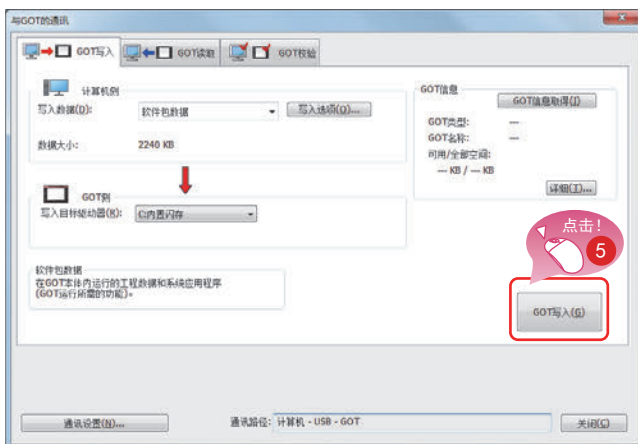 与GOT的通讯
GOT写入 GOT读取 GOT校验
计算机侧
写入数据(D): 软件包数据 写入选项(O)...
数据大小: 2240 KB
GOT侧
写入目标驱动器(R): C:内置闪存
软件包数据
在GOT本体内运行的工程数据和系统应用程序
(GOT运行所需的功能)。
GOT信息
GOT信息取得(I)
GOT类型: ---
GOT名称: ---
可用/全部空间:
--- KB / --- KB
详细(T)...
点击!
5
GOT写入(G)
通讯设置(N)... 通讯路径: 计算机 - USB - GOT 关闭(C)